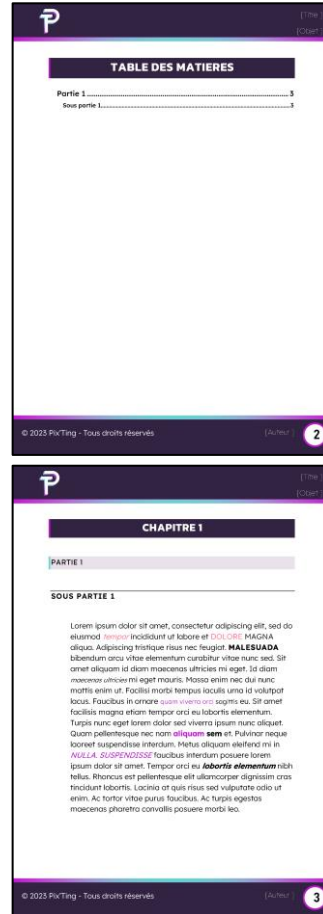 [Titre]
[Objet]
TABLE DES MATIERES
Partie 1 ........ 3
Sous partie 1 ........ 3
© 2023 Pix'Ting - Tous droits réservés [Auteur] 2
[Titre]
[Objet]
CHAPITRE 1
PARTIE 1
SOUS PARTIE 1
Lorem ipsum dolor sit amet, consectetur adipiscing elit, sed do
eiusmod tempor incididunt ut labore et DOLORE MAGNA
aliqua. Adipiscing tristique risus nec feugiat. MALESUADA
bibendum arcu vitae elementum curabitur vitae nunc sed. Sit
amet aliquam id diam maecenas ultricies mi eget. Id diam
maecenas ultricies mi eget mauris. Massa enim nec dui nunc
mattis enim ut. Facilisi morbi tempus iaculis urna id volutpat
lacus. Faucibus in ornare quam viverra orci sagittis eu. Sit amet
facilisis magna etiam tempor orci eu lobortis elementum.
Turpis nunc eget lorem dolor sed viverra ipsum nunc aliquet.
Quam pellentesque nec nam aliquam sem et. Pulvinar neque
laoreet suspendisse interdum. Metus aliquam eleifend mi in
NULLA. SUSPENDISSE faucibus interdum posuere lorem
ipsum dolor sit amet. Tempor orci eu lobortis elementum nibh
tellus. Rhoncus est pellentesque elit ullamcorper dignissim cras
tincidunt lobortis. Lacinia at quis risus sed vulputate odio ut
enim. Ac tortor vitae purus faucibus. Ac turpis egestas
maecenas pharetra convallis posuere morbi leo.
© 2023 Pix'Ting - Tous droits réservés [Auteur] 3